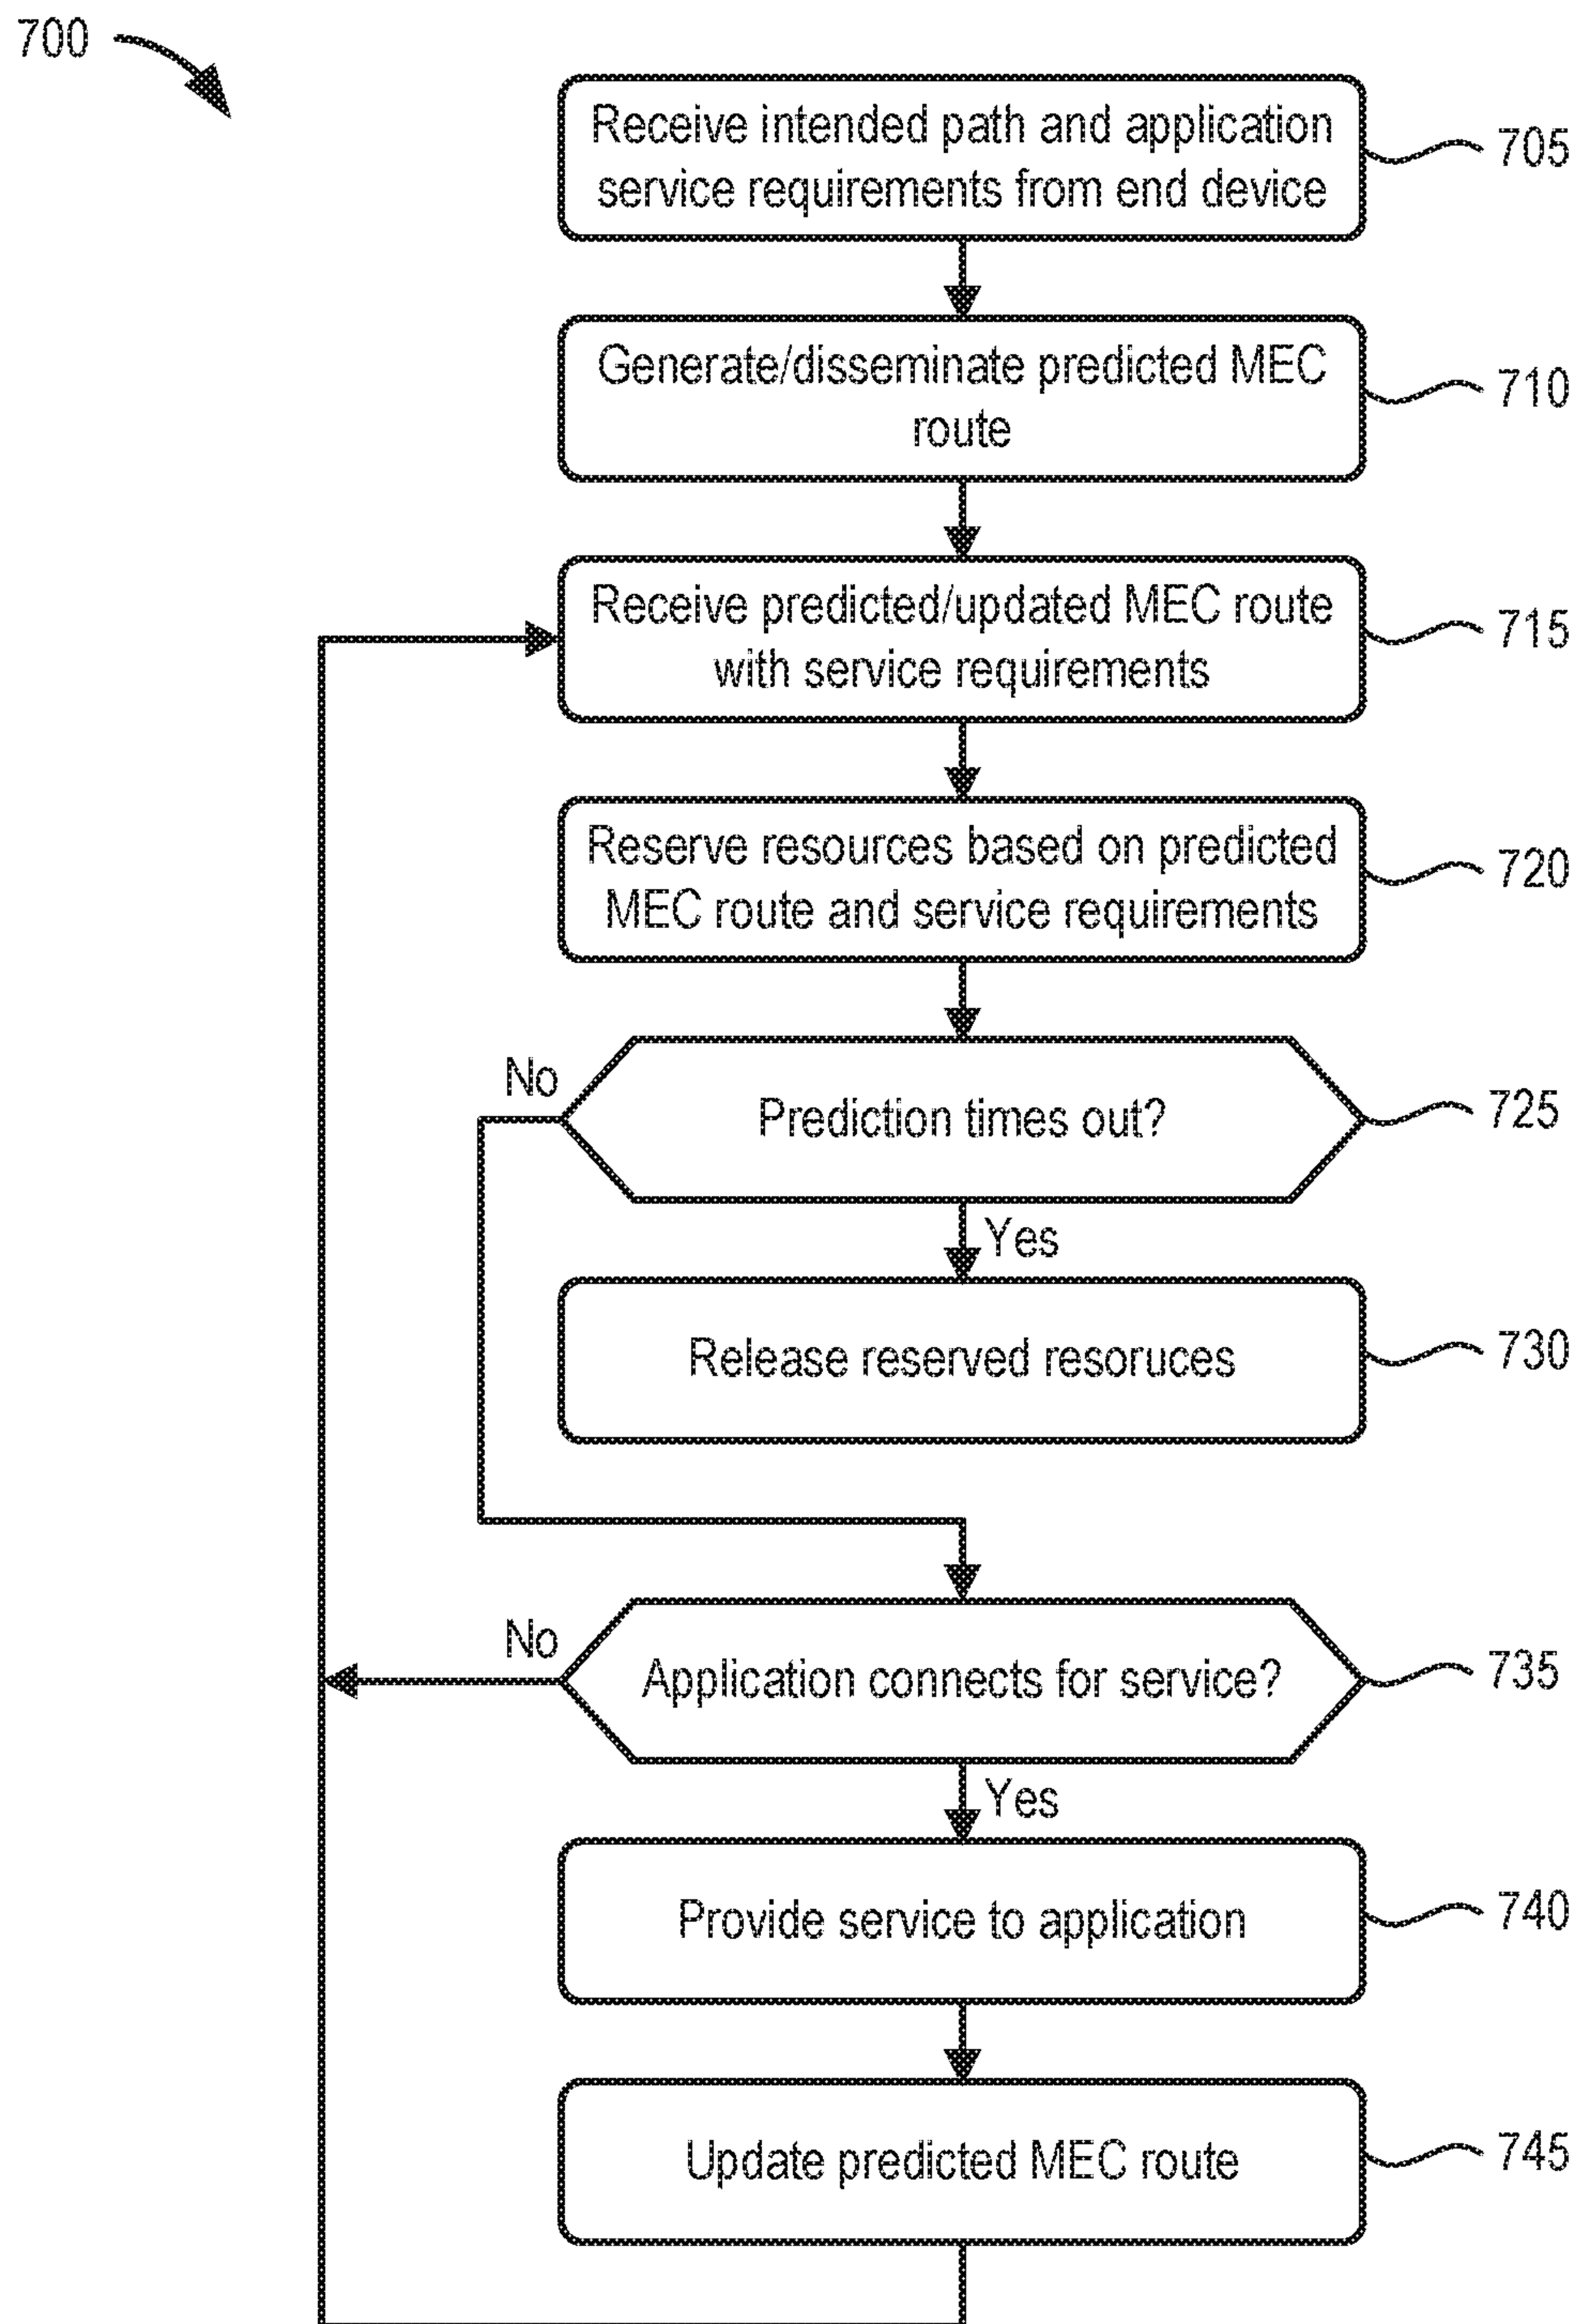 700
Receive intended path and application
service requirements from end device
705
Generate/disseminate predicted MEC
route
710
Receive predicted/updated MEC route
with service requirements
715
Reserve resources based on predicted
MEC route and service requirements
720
No
Prediction times out?
725
Yes
Release reserved resoruces
730
No
Application connects for service?
735
Yes
Provide service to application
740
Update predicted MEC route
745